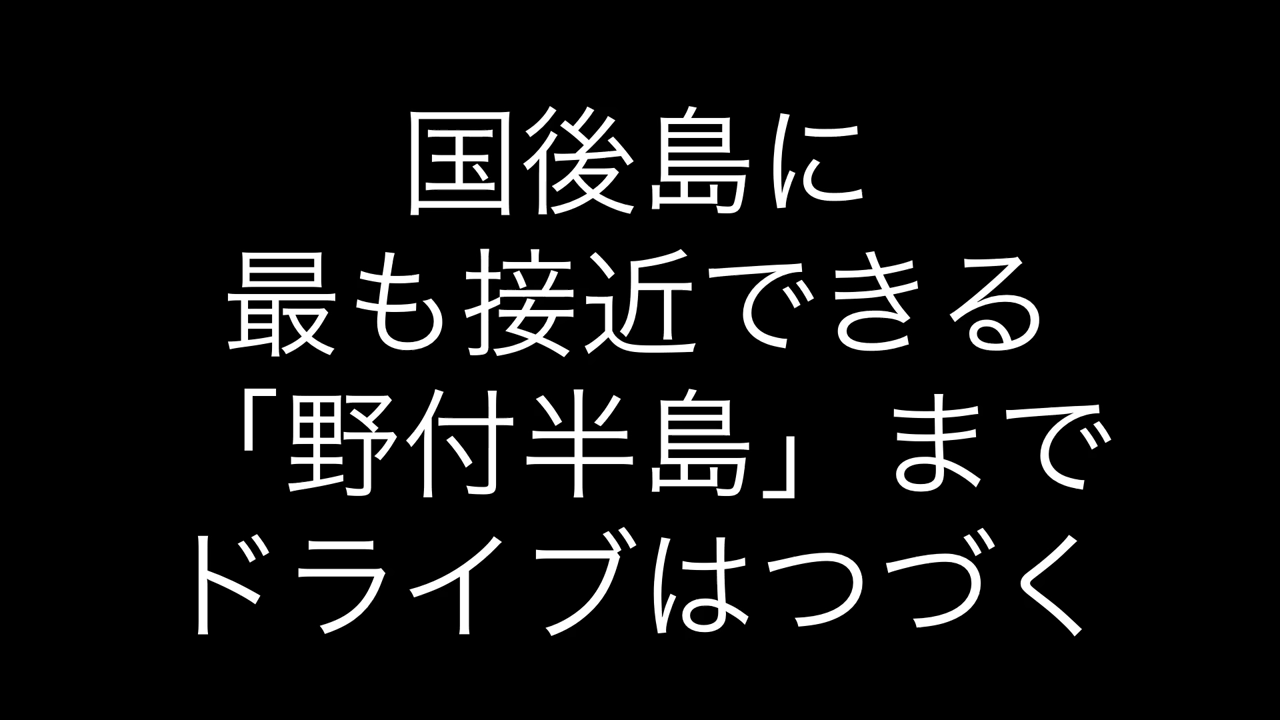 国後島に
最も接近できる
「野付半島」まで
ドライブはつづく